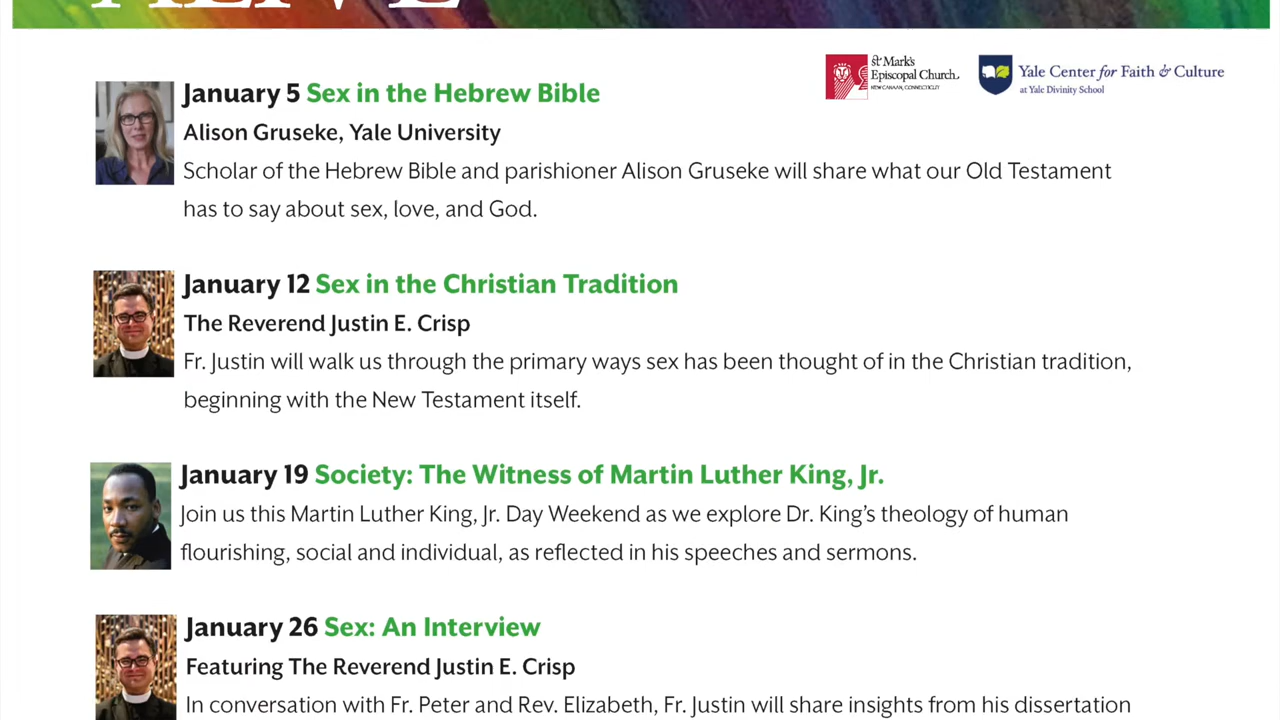 ALIVE
St Mark's
Episcopal Church
NEW CANAAN, CONNECTICUT
Yale Center for Faith & Culture
at Yale Divinity School
January 5 Sex in the Hebrew Bible
Alison Gruseke, Yale University
Scholar of the Hebrew Bible and parishioner Alison Gruseke will share what our Old Testament
has to say about sex, love, and God.
January 12 Sex in the Christian Tradition
The Reverend Justin E. Crisp
Fr. Justin will walk us through the primary ways sex has been thought of in the Christian tradition,
beginning with the New Testament itself.
January 19 Society: The Witness of Martin Luther King, Jr.
Join us this Martin Luther King, Jr. Day Weekend as we explore Dr. King's theology of human
flourishing, social and individual, as reflected in his speeches and sermons.
January 26 Sex: An Interview
Featuring The Reverend Justin E. Crisp
In conversation with Fr. Peter and Rev. Elizabeth, Fr. Justin will share insights from his dissertation